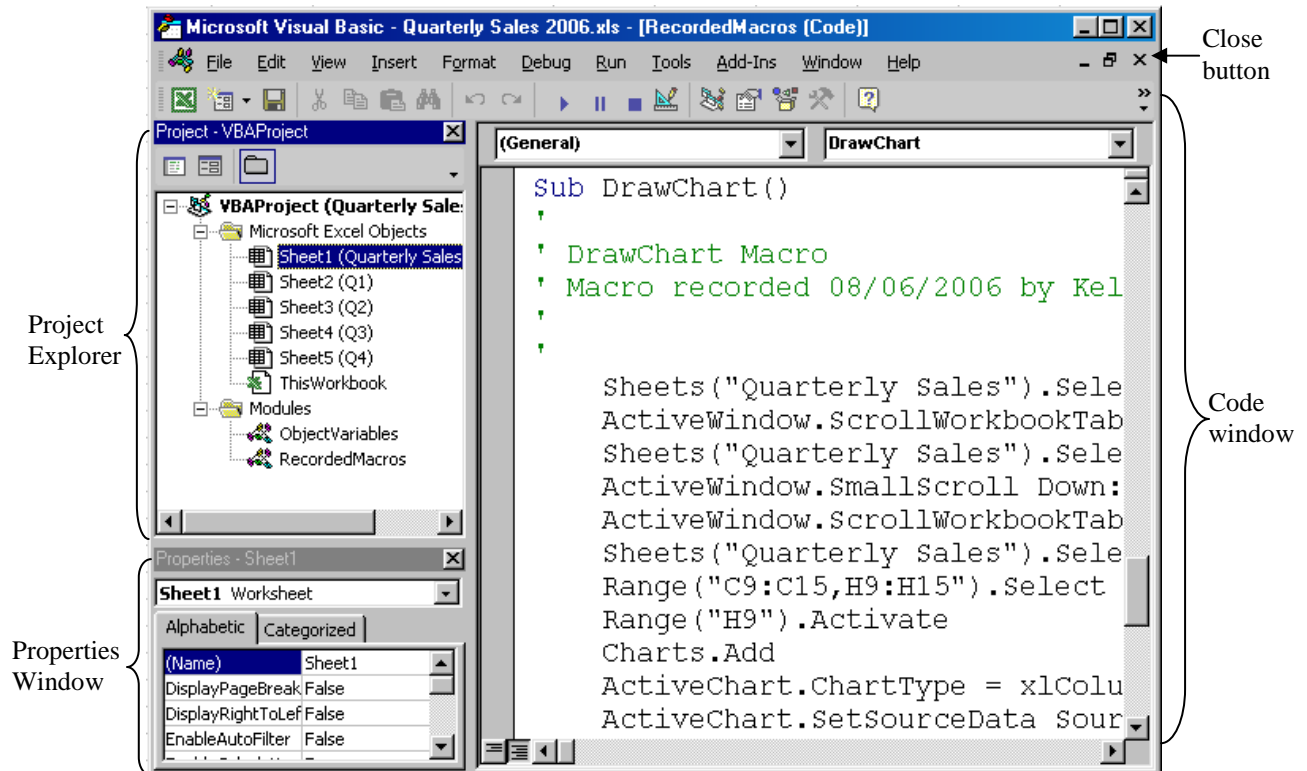 Microsoft Visual Basic - Quarterly Sales 2006.xls - [RecordedMacros (Code)]
File Edit View Insert Format Debug Run Tools Add-Ins Window Help
Close
button
Project - VBAProject
VBAProject (Quarterly Sale
Microsoft Excel Objects
Sheet1 (Quarterly Sales
Sheet2 (Q1)
Sheet3 (Q2)
Sheet4 (Q3)
Sheet5 (Q4)
ThisWorkbook
Modules
ObjectVariables
RecordedMacros
Project
Explorer
Properties - Sheet1
Sheet1 Worksheet
Alphabetic Categorized
(Name) Sheet1
DisplayPageBreak False
DisplayRightToLef False
EnableAutoFilter False
Properties
Window
(General) DrawChart
Sub DrawChart()
'
' DrawChart Macro
' Macro recorded 08/06/2006 by Kel
'
'
Sheets("Quarterly Sales").Sele
ActiveWindow.ScrollWorkbookTab
Sheets("Quarterly Sales").Sele
ActiveWindow.SmallScroll Down:
ActiveWindow.ScrollWorkbookTab
Sheets("Quarterly Sales").Sele
Range("C9:C15,H9:H15").Select
Range("H9").Activate
Charts.Add
ActiveChart.ChartType = xlColu
ActiveChart.SetSourceData Sour
Code
window